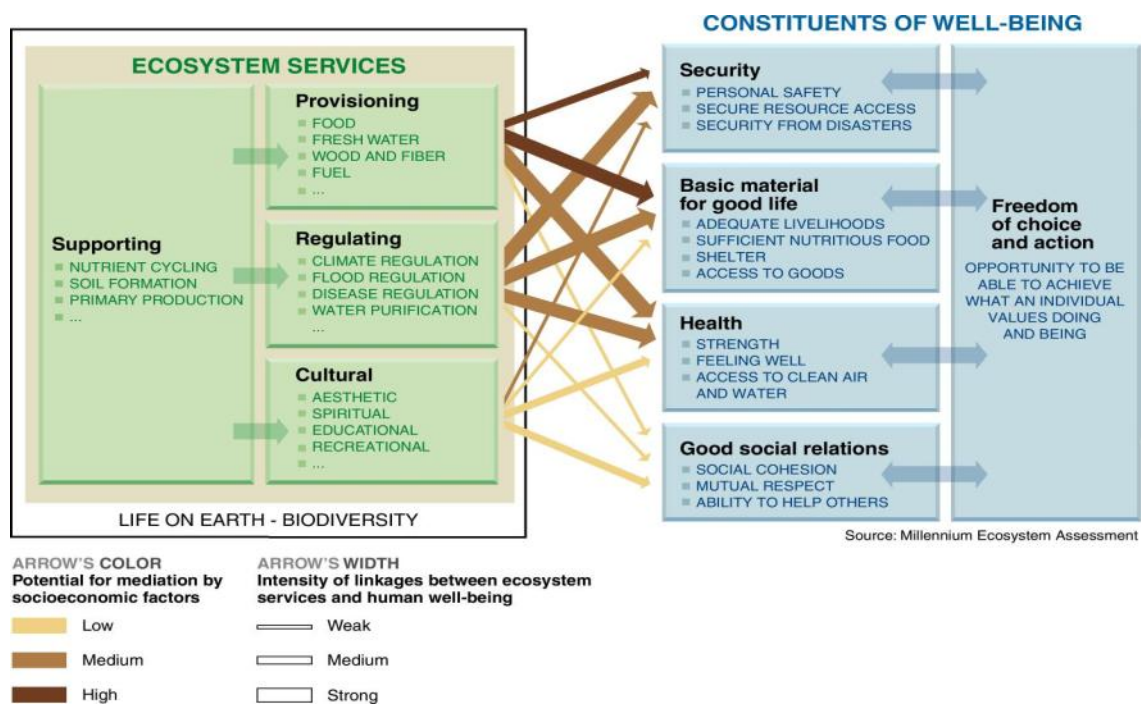 CONSTITUENTS OF WELL-BEING
ECOSYSTEM SERVICES
Supporting
NUTRIENT CYCLING
SOIL FORMATION
PRIMARY PRODUCTION
...
Provisioning
FOOD
FRESH WATER
WOOD AND FIBER
FUEL
...
Regulating
CLIMATE REGULATION
FLOOD REGULATION
DISEASE REGULATION
WATER PURIFICATION
...
Cultural
AESTHETIC
SPIRITUAL
EDUCATIONAL
RECREATIONAL
...
LIFE ON EARTH - BIODIVERSITY
Security
PERSONAL SAFETY
SECURE RESOURCE ACCESS
SECURITY FROM DISASTERS
Basic material
for good life
ADEQUATE LIVELIHOODS
SUFFICIENT NUTRITIOUS FOOD
SHELTER
ACCESS TO GOODS
Health
STRENGTH
FEELING WELL
ACCESS TO CLEAN AIR
AND WATER
Good social relations
SOCIAL COHESION
MUTUAL RESPECT
ABILITY TO HELP OTHERS
Freedom
of choice
and action
OPPORTUNITY TO BE
ABLE TO ACHIEVE
WHAT AN INDIVIDUAL
VALUES DOING
AND BEING
Source: Millennium Ecosystem Assessment
ARROW'S COLOR
Potential for mediation by
socioeconomic factors
Low
Medium
High
ARROW'S WIDTH
Intensity of linkages between ecosystem
services and human well-being
Weak
Medium
Strong